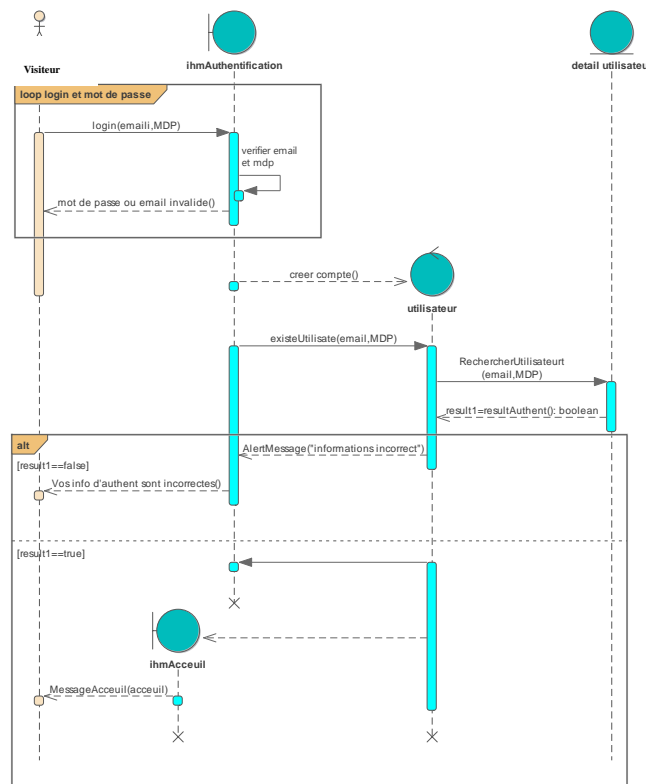 Visiteur
ihmAuthentification
detail utilisateu
loop login et mot de passe
login(emaili,MDP)
verifier email
et mdp
mot de passe ou email invalide()
creer compte()
utilisateur
existeUtilisate(email,MDP)
RechercherUtilisateurt
(email,MDP)
result1=resultAuthent(): boolean
alt
AlertMessage("informations incorrect")
[result1==false]
Vos info d'authent sont incorrectes()
[result1==true]
ihmAcceuil
MessageAcceuil(acceuil)